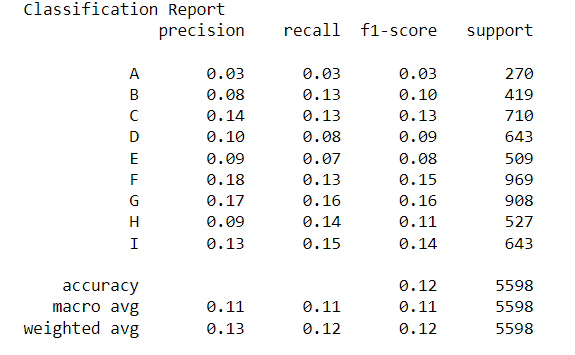 Classification Report
precision recall f1-score support
A 0.03 0.03 0.03 270
B 0.08 0.13 0.10 419
C 0.14 0.13 0.13 710
D 0.10 0.08 0.09 643
E 0.09 0.07 0.08 509
F 0.18 0.13 0.15 969
G 0.17 0.16 0.16 908
H 0.09 0.14 0.11 527
I 0.13 0.15 0.14 643
accuracy 0.12 5598
macro avg 0.11 0.11 0.11 5598
weighted avg 0.13 0.12 0.12 5598